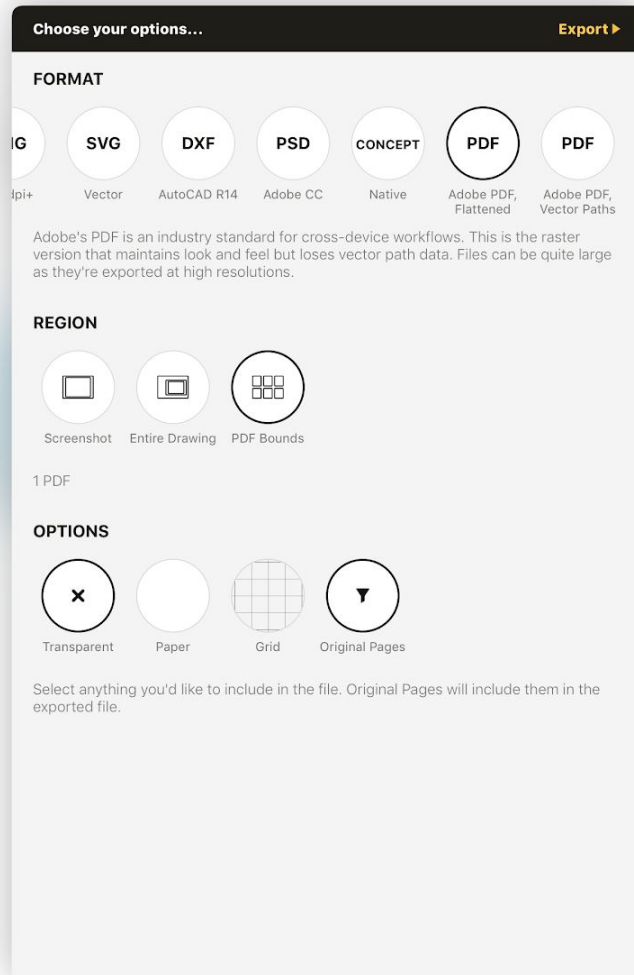 Choose your options...
Export
FORMAT
IG SVG DXF PSD CONCEPT PDF PDF
dpi+ Vector AutoCAD R14 Adobe CC Native Adobe PDF, Adobe PDF,
Flattened Vector Paths
Adobe's PDF is an industry standard for cross-device workflows. This is the raster
version that maintains look and feel but loses vector path data. Files can be quite large
as they're exported at high resolutions.
REGION
Screenshot Entire Drawing PDF Bounds
1 PDF
OPTIONS
Transparent Paper Grid Original Pages
Select anything you'd like to include in the file. Original Pages will include them in the
exported file.